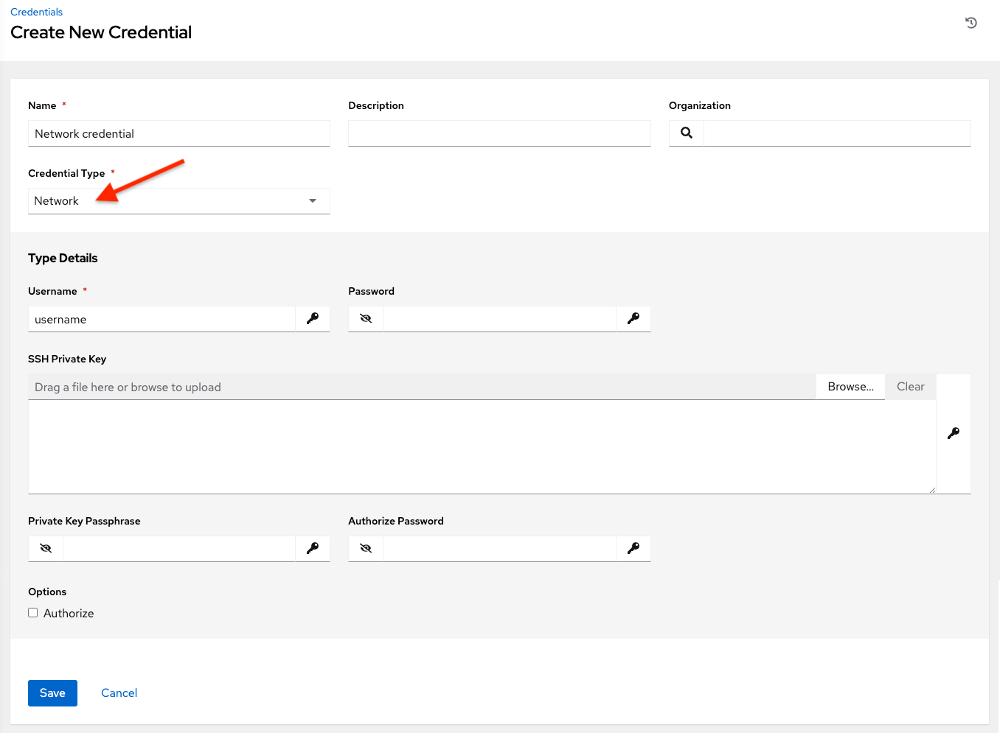 Credentials
Create New Credential
Name *
Description
Organization
Network credential
Credential Type *
Network
Type Details
Username *
Password
username
SSH Private Key
Drag a file here or browse to upload
Browse...
Clear
Private Key Passphrase
Authorize Password
Options
Authorize
Save
Cancel